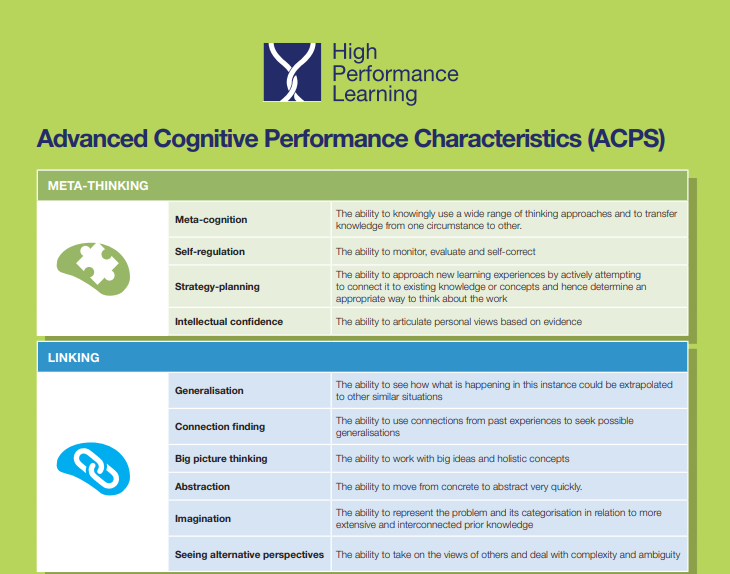 High
Performance
Learning
Advanced Cognitive Performance Characteristics (ACPS)
META-THINKING
Meta-cognition
The ability to knowingly use a wide range of thinking approaches and to transfer
knowledge from one circumstance to other.
Self-regulation
The ability to monitor, evaluate and self-correct
Strategy-planning
The ability to approach new learning experiences by actively attempting
to connect it to existing knowledge or concepts and hence determine an
appropriate way to think about the work
Intellectual confidence
The ability to articulate personal views based on evidence
LINKING
Generalisation
The ability to see how what is happening in this instance could be extrapolated
to other similar situations
Connection finding
The ability to use connections from past experiences to seek possible
generalisations
Big picture thinking
The ability to work with big ideas and holistic concepts
Abstraction
The ability to move from concrete to abstract very quickly.
Imagination
The ability to represent the problem and its categorisation in relation to more
extensive and interconnected prior knowledge
Seeing alternative perspectives
The ability to take on the views of others and deal with complexity and ambiguity